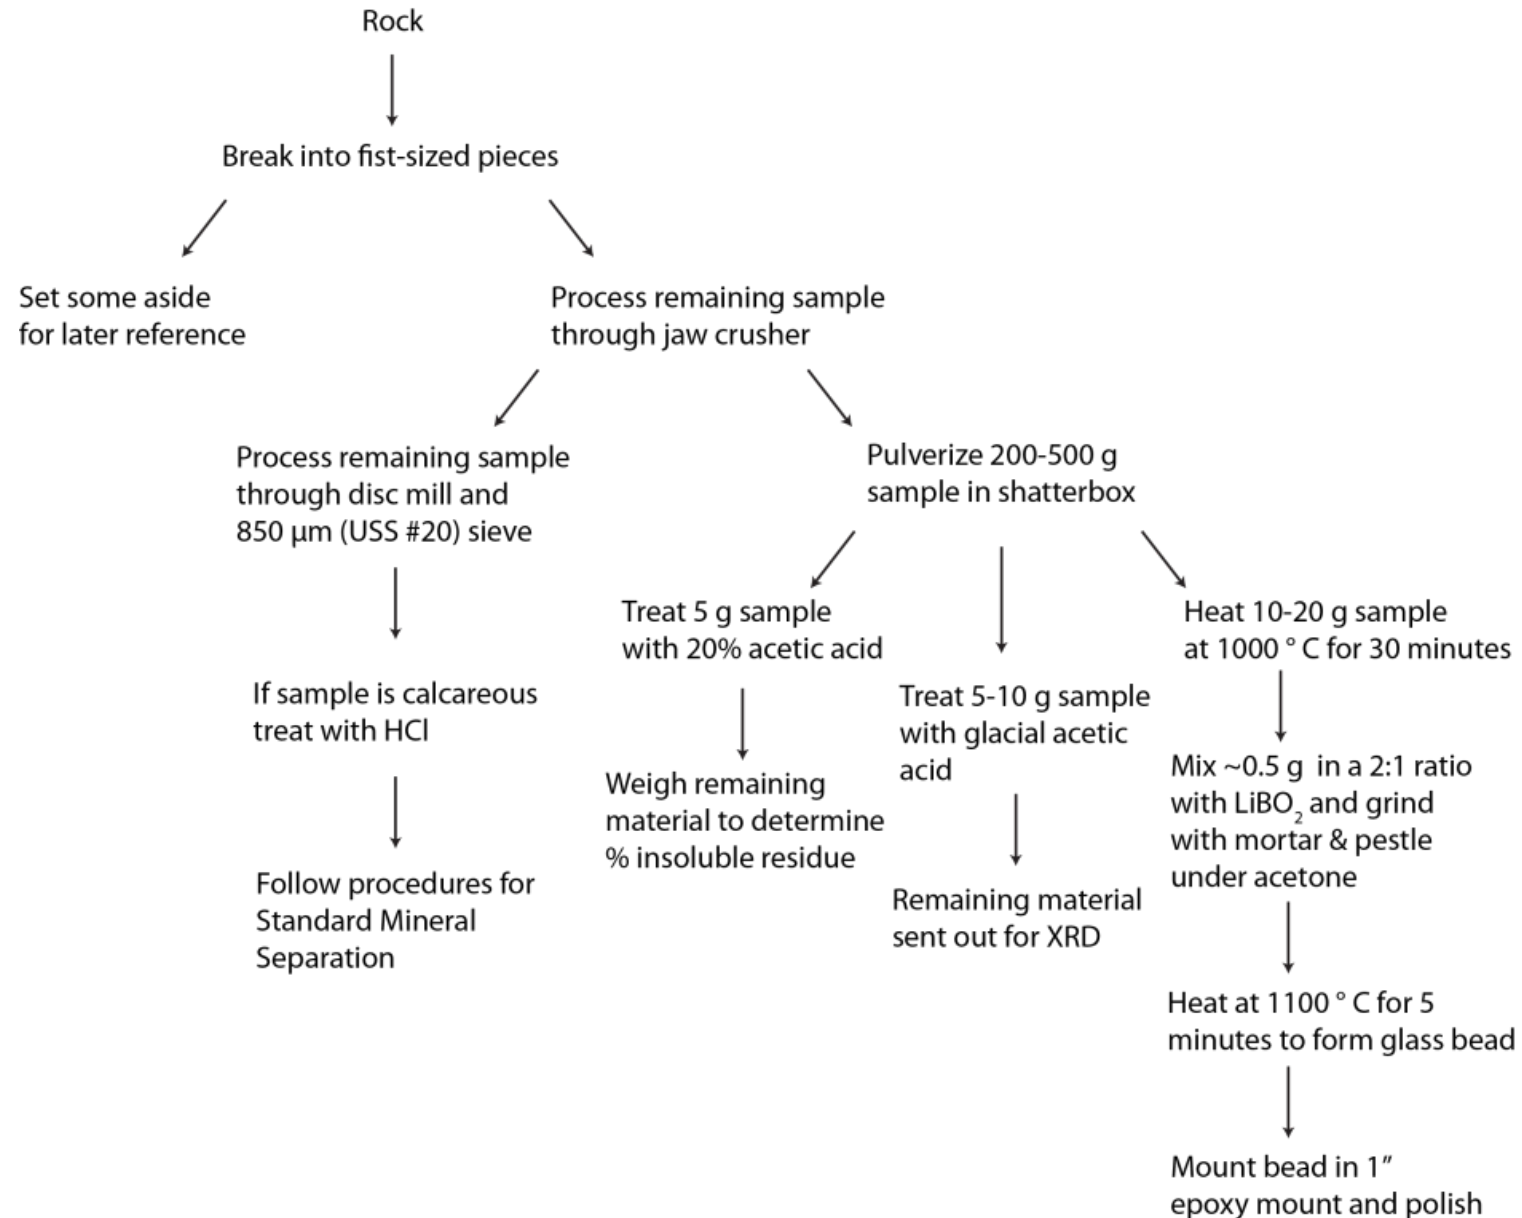 Rock
Break into fist-sized pieces
Set some aside
for later reference
Process remaining sample
through jaw crusher
Process remaining sample
through disc mill and
850 µm (USS #20) sieve
If sample is calcareous
treat with HCl
Follow procedures for
Standard Mineral
Separation
Pulverize 200-500 g
sample in shatterbox
Treat 5 g sample
with 20% acetic acid
Weigh remaining
material to determine
% insoluble residue
Treat 5-10 g sample
with glacial acetic
acid
Remaining material
sent out for XRD
Heat 10-20 g sample
at 1000 ° C for 30 minutes
Mix ~0.5 g  in a 2:1 ratio
with LiBO₂ and grind
with mortar & pestle
under acetone
Heat at 1100 ° C for 5
minutes to form glass bead
Mount bead in 1″
epoxy mount and polish